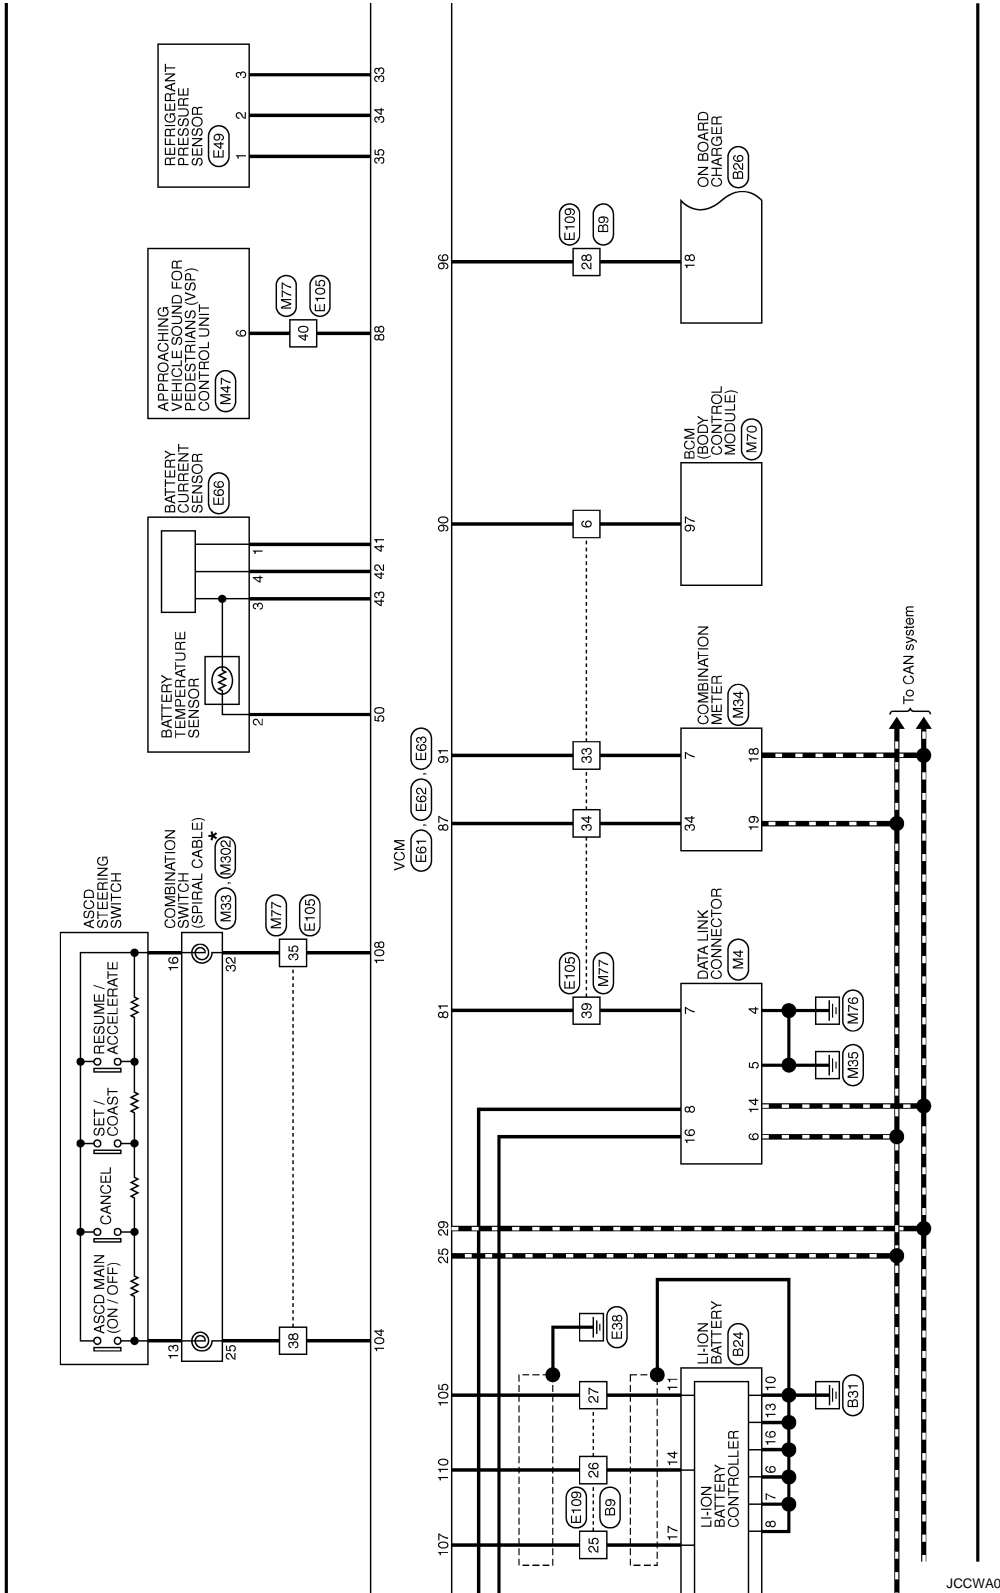 REFRIGERANT
PRESSURE
SENSOR
E49
3
2
1
33
34
35
APPROACHING
VEHICLE SOUND FOR
PEDESTRIANS (VSP)
CONTROL UNIT
M47
6
M77
E105
40
88
BATTERY
CURRENT
SENSOR
E66
1
4
3
2
41
42
43
50
BATTERY
TEMPERATURE
SENSOR
ASCD
STEERING
SWITCH
RESUME /
ACCELERATE
SET /
COAST
CANCEL
ASCD MAIN
(ON / OFF)
COMBINATION
SWITCH
(SPIRAL CABLE)
M33 , M302 *
16
32
13
25
M77
E105
35
38
108
104
VCM
E61 , E62 , E63
96
E109
B9
28
18
ON BOARD
CHARGER
B26
90
6
97
BCM
(BODY
CONTROL
MODULE)
M70
91
33
7
87
34
34
COMBINATION
METER
M34
18
19
To CAN system
81
E105
M77
39
7
8
16
DATA LINK
CONNECTOR
M4
4
5
14
6
M76
M35
29
25
E38
105
27
11
110
26
14
E109
B9
107
25
17
LI-ION
BATTERY
B24
LI-ION
BATTERY
CONTROLLER
10
13
16
6
7
8
B31
JCCWA0